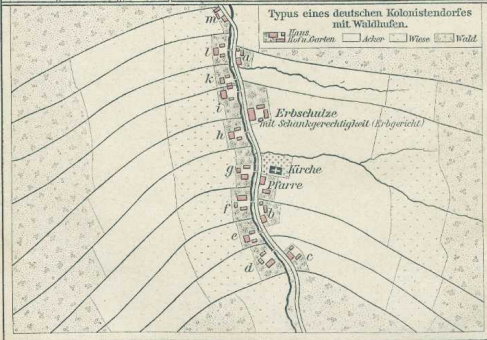 Typus eines deutschen Kolonistendorfes
mit Waldhufen.
Haus
Hof u. Garten
Acker
Wiese
Wald
m
l
a
k
i
Erbschulze
mit Schankgerechtigkeit (Erbgericht)
h
Kirche
g
Pfarre
f
b
e
c
d